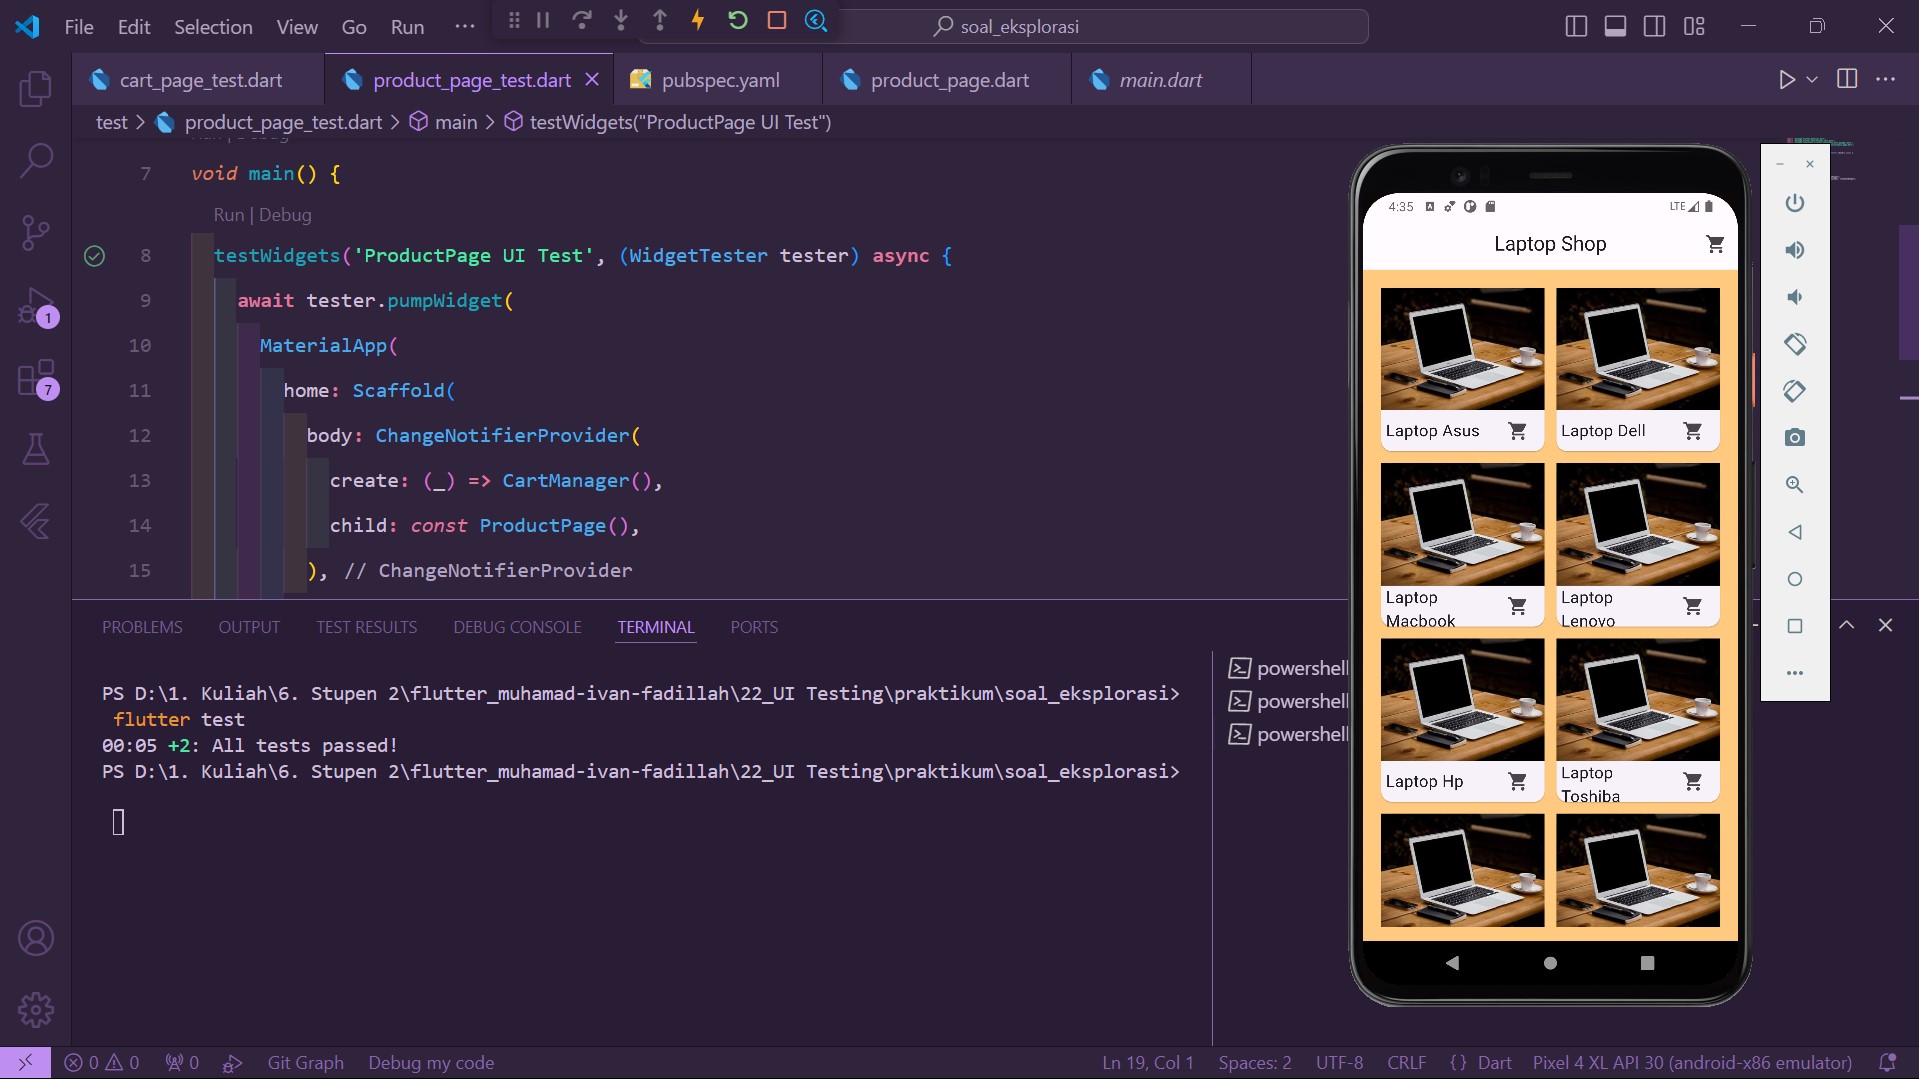 File Edit Selection View Go Run ··· soal_eksplorasi
cart_page_test.dart product_page_test.dart pubspec.yaml product_page.dart main.dart
test > product_page_test.dart > main > testWidgets("ProductPage UI Test")
7 void main() {
Run | Debug
8 testWidgets('ProductPage UI Test', (WidgetTester tester) async {
9 await tester.pumpWidget(
10 MaterialApp(
11 home: Scaffold(
12 body: ChangeNotifierProvider(
13 create: (_) => CartManager(),
14 child: const ProductPage(),
15 ), // ChangeNotifierProvider
1
7
PROBLEMS OUTPUT TEST RESULTS DEBUG CONSOLE TERMINAL PORTS
PS D:\1. Kuliah\6. Stupen 2\flutter_muhamad-ivan-fadillah\22_UI Testing\praktikum\soal_eksplorasi>
flutter test
00:05 +2: All tests passed!
PS D:\1. Kuliah\6. Stupen 2\flutter_muhamad-ivan-fadillah\22_UI Testing\praktikum\soal_eksplorasi>
powershell
powershell
powershell
4:35 LTE
Laptop Shop
Laptop Asus
Laptop Dell
Laptop
Macbook
Laptop
Lenovo
Laptop Hp
Laptop
Toshiba
0 0 0 Git Graph Debug my code Ln 19, Col 1 Spaces: 2 UTF-8 CRLF {} Dart Pixel 4 XL API 30 (android-x86 emulator)